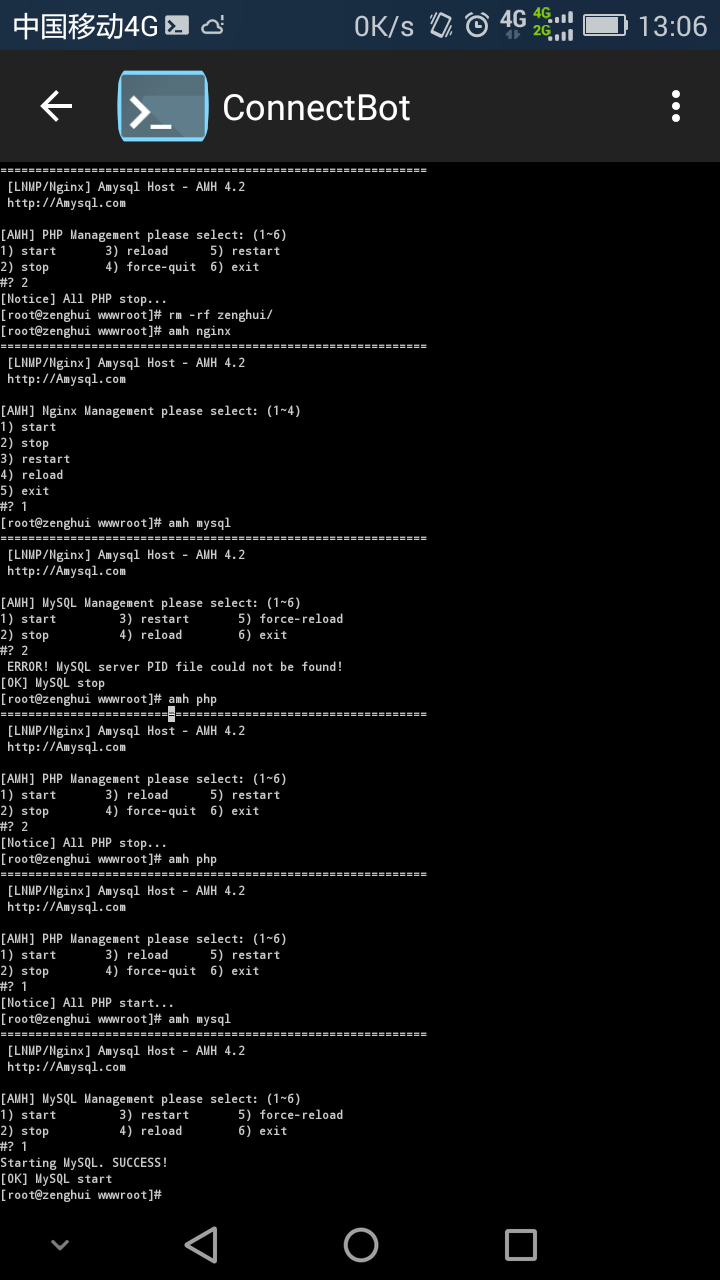 中国移动4G 0K/s 4G 4G 2G 13:06
ConnectBot
=============================================================
[LNMP/Nginx] Amysql Host - AMH 4.2
http://Amysql.com
[AMH] PHP Management please select: (1~6)
1) start 3) reload 5) restart
2) stop 4) force-quit 6) exit
#? 2
[Notice] All PHP stop...
[root@zenghui wwwroot]# rm -rf zenghui/
[root@zenghui wwwroot]# amh nginx
=============================================================
[LNMP/Nginx] Amysql Host - AMH 4.2
http://Amysql.com
[AMH] Nginx Management please select: (1~4)
1) start
2) stop
3) restart
4) reload
5) exit
#? 1
[root@zenghui wwwroot]# amh mysql
=============================================================
[LNMP/Nginx] Amysql Host - AMH 4.2
http://Amysql.com
[AMH] MySQL Management please select: (1~6)
1) start 3) restart 5) force-reload
2) stop 4) reload 6) exit
#? 2
ERROR! MySQL server PID file could not be found!
[OK] MySQL stop
[root@zenghui wwwroot]# amh php
=============================================================
[LNMP/Nginx] Amysql Host - AMH 4.2
http://Amysql.com
[AMH] PHP Management please select: (1~6)
1) start 3) reload 5) restart
2) stop 4) force-quit 6) exit
#? 2
[Notice] All PHP stop...
[root@zenghui wwwroot]# amh php
=============================================================
[LNMP/Nginx] Amysql Host - AMH 4.2
http://Amysql.com
[AMH] PHP Management please select: (1~6)
1) start 3) reload 5) restart
2) stop 4) force-quit 6) exit
#? 1
[Notice] All PHP start...
[root@zenghui wwwroot]# amh mysql
=============================================================
[LNMP/Nginx] Amysql Host - AMH 4.2
http://Amysql.com
[AMH] MySQL Management please select: (1~6)
1) start 3) restart 5) force-reload
2) stop 4) reload 6) exit
#? 1
Starting MySQL. SUCCESS!
[OK] MySQL start
[root@zenghui wwwroot]#